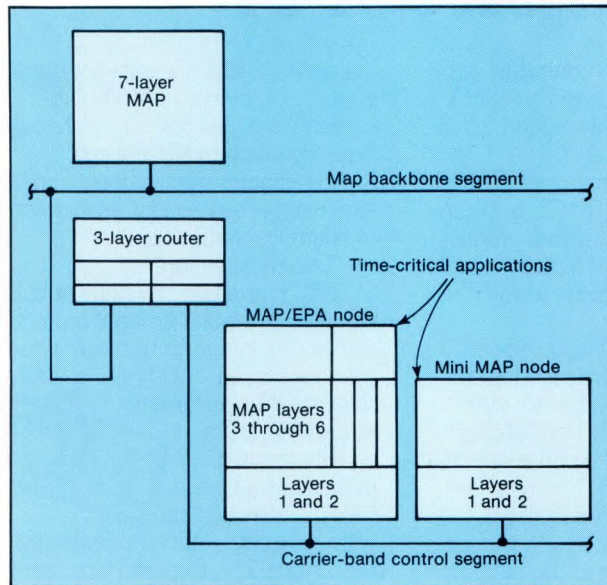 7-layer
MAP
Map backbone segment
3-layer router
Time-critical applications
MAP/EPA node
Mini MAP node
MAP layers
3 through 6
Layers
1 and 2
Layers
1 and 2
Carrier-band control segment